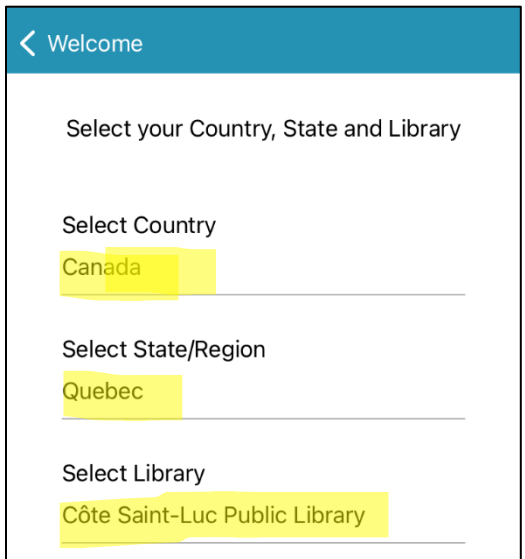 Welcome
Select your Country, State and Library
Select Country
Canada
Select State/Region
Quebec
Select Library
Côte Saint-Luc Public Library